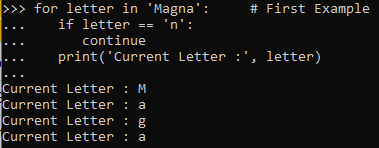 >>> for letter in 'Magna':     # First Example
...    if letter == 'n':
...       continue
...    print('Current Letter :', letter)
...
Current Letter : M
Current Letter : a
Current Letter : g
Current Letter : a